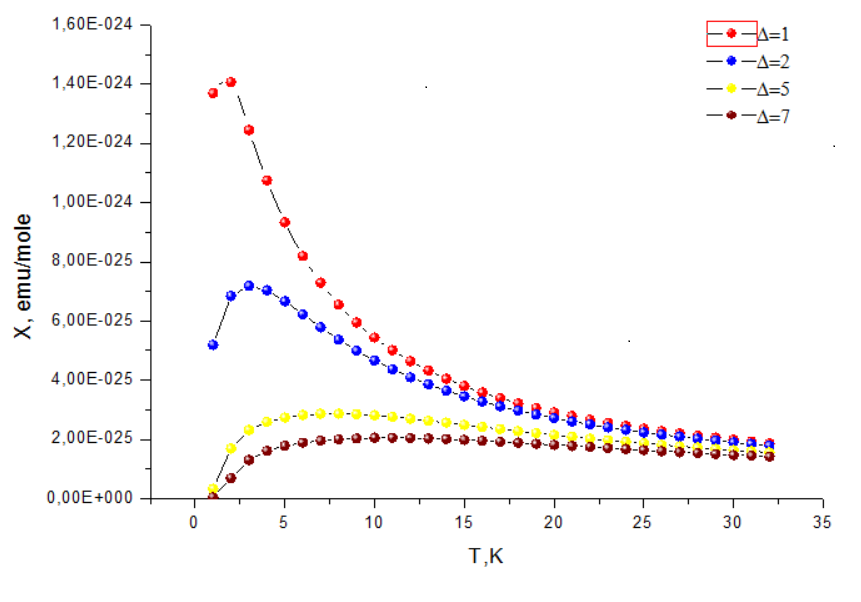 1,60E-024
1,40E-024
1,20E-024
1,00E-024
8,00E-025
6,00E-025
4,00E-025
2,00E-025
0,00E+000
X, emu/mole
0 5 10 15 20 25 30 35
T,K
Δ=1
Δ=2
Δ=5
Δ=7